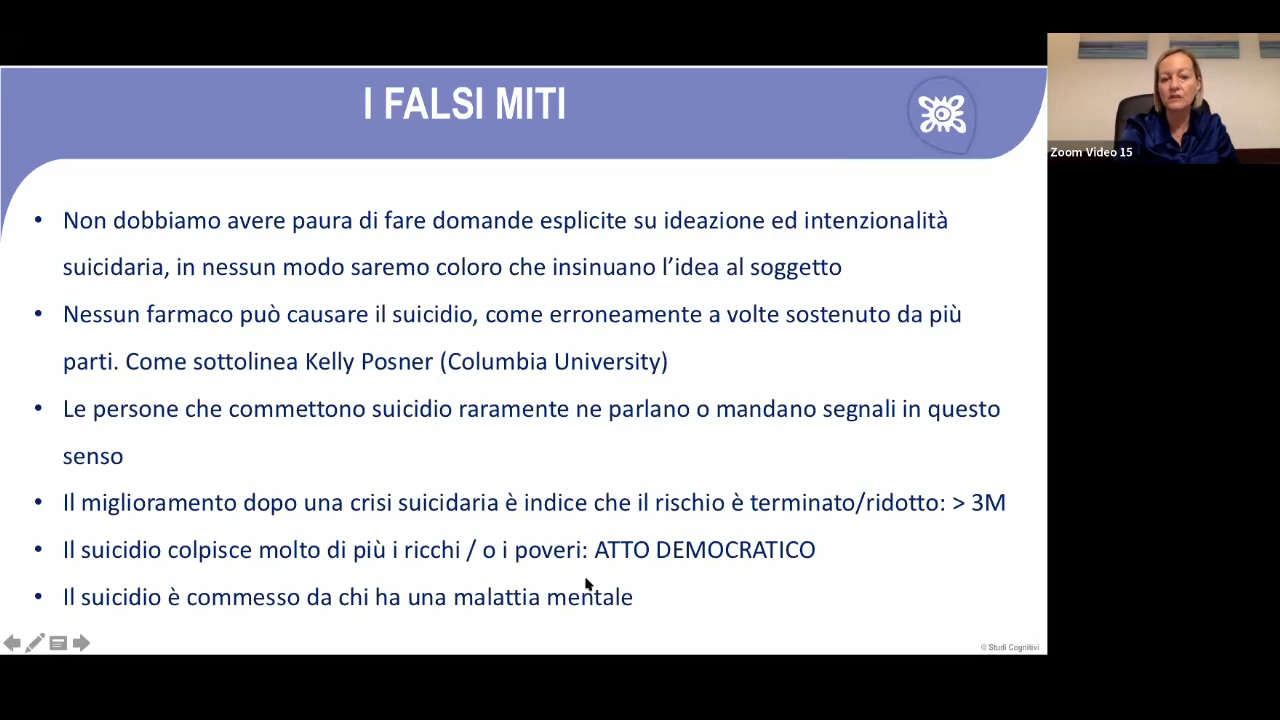 I FALSI MITI
Zoom Video 15
• Non dobbiamo avere paura di fare domande esplicite su ideazione ed intenzionalità
suicidaria, in nessun modo saremo coloro che insinuano l’idea al soggetto
• Nessun farmaco può causare il suicidio, come erroneamente a volte sostenuto da più
parti. Come sottolinea Kelly Posner (Columbia University)
• Le persone che commettono suicidio raramente ne parlano o mandano segnali in questo
senso
• Il miglioramento dopo una crisi suicidaria è indice che il rischio è terminato/ridotto: > 3M
• Il suicidio colpisce molto di più i ricchi / o i poveri: ATTO DEMOCRATICO
• Il suicidio è commesso da chi ha una malattia mentale
© Studi Cognitivi